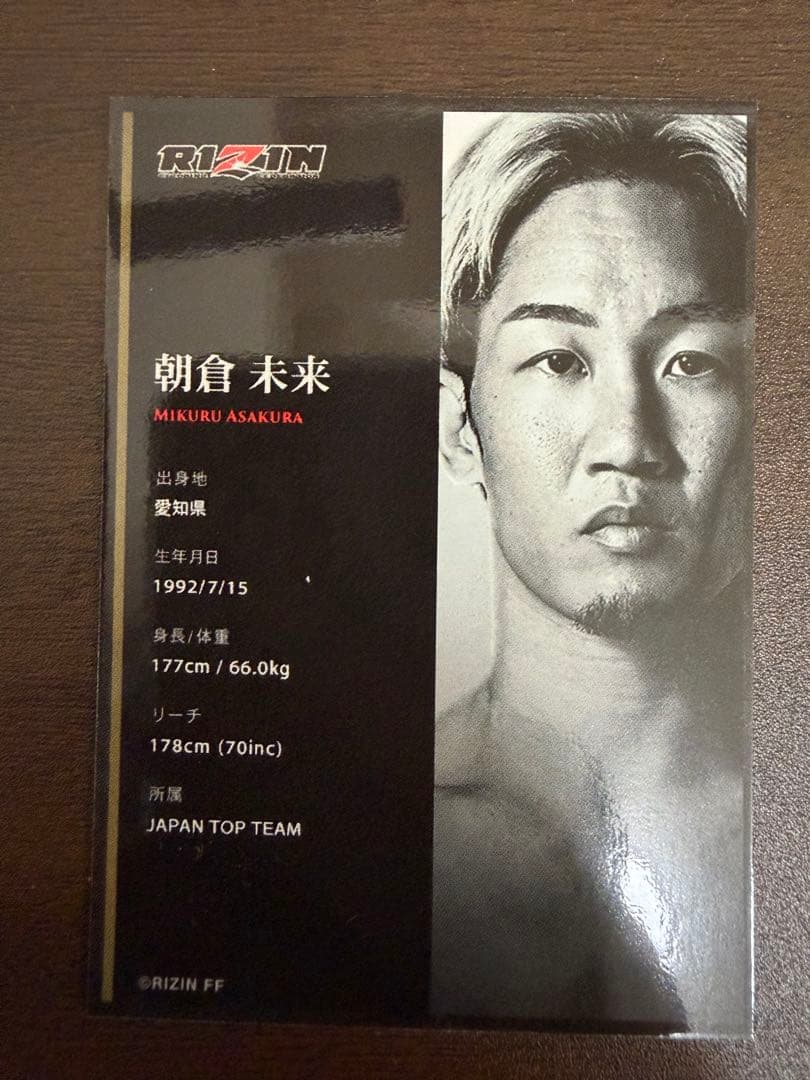 RIZIN
朝倉 未来
MIKURU ASAKURA
出身地
愛知県
生年月日
1992/7/15
身長/体重
177cm / 66.0kg
リーチ
178cm (70inc)
所属
JAPAN TOP TEAM
©RIZIN FF